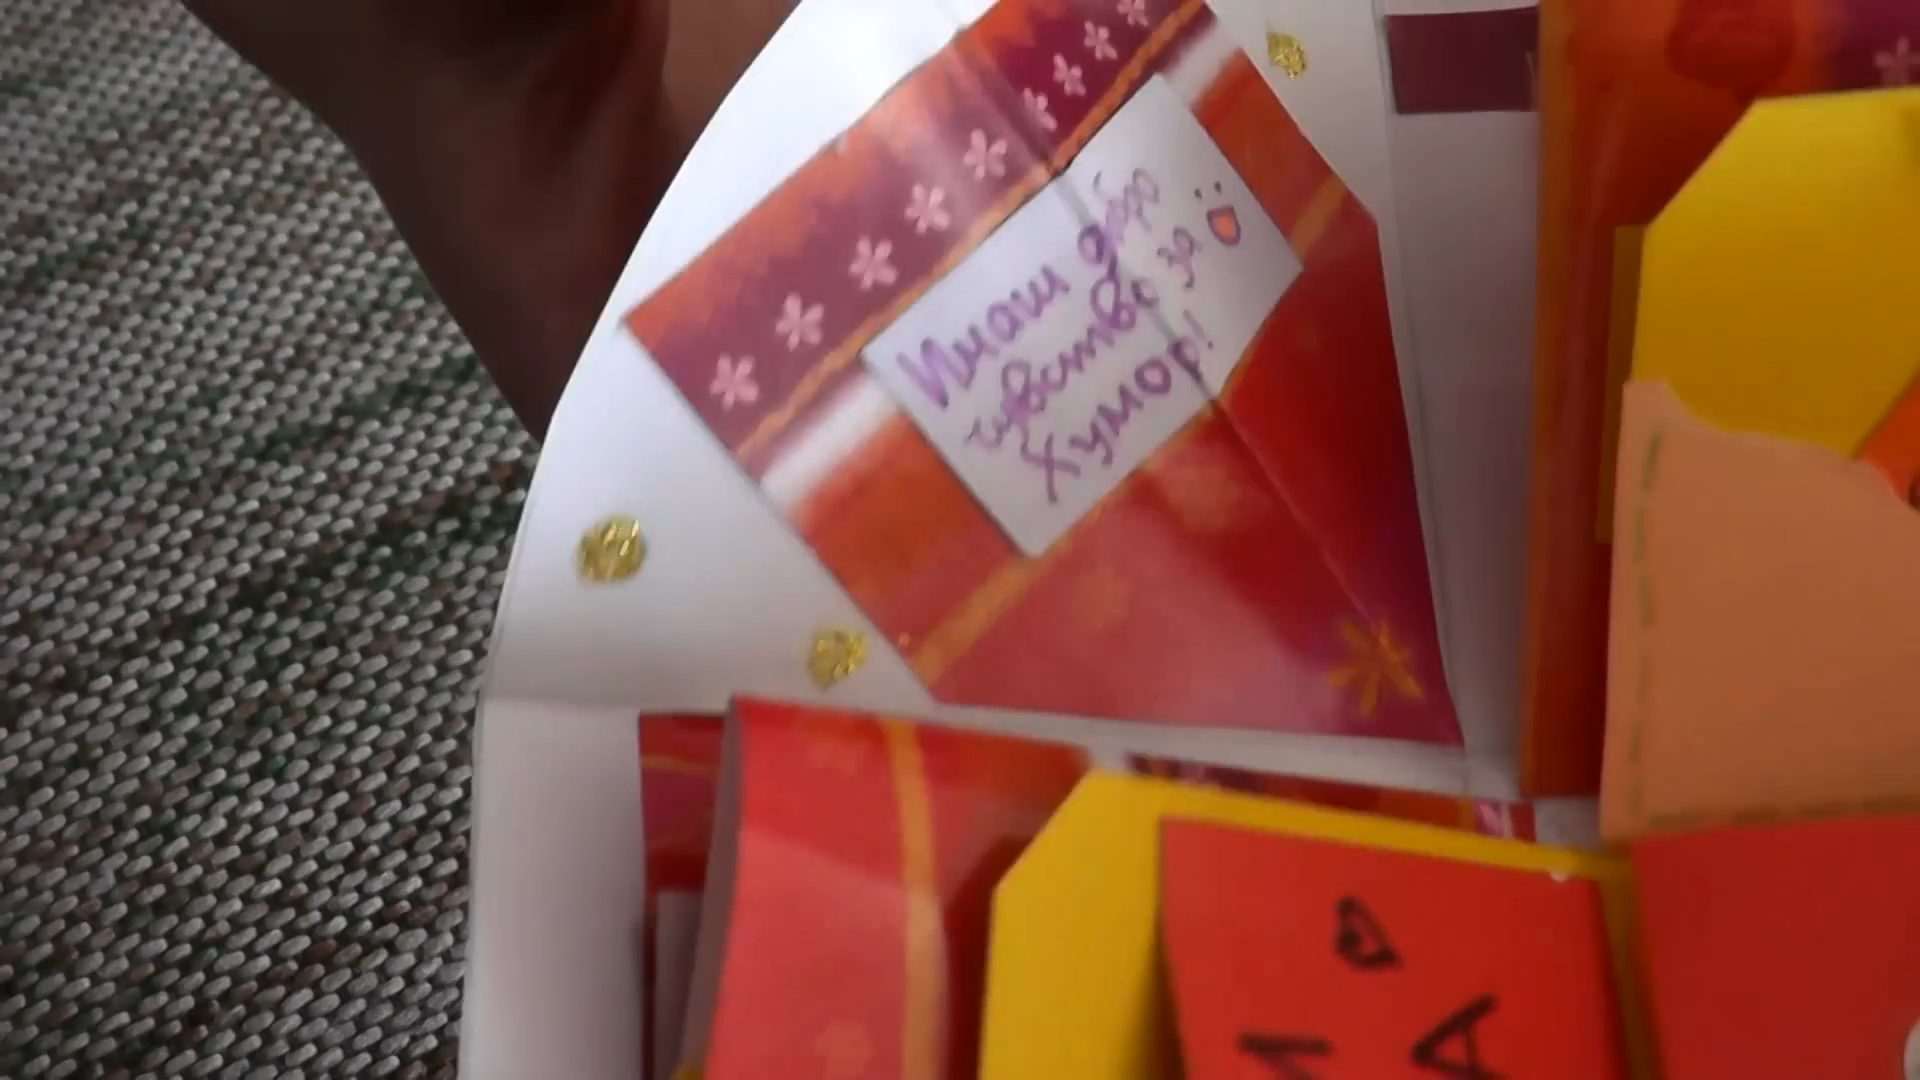 Имаш добро
чувство за :D
Хумор!
М
А